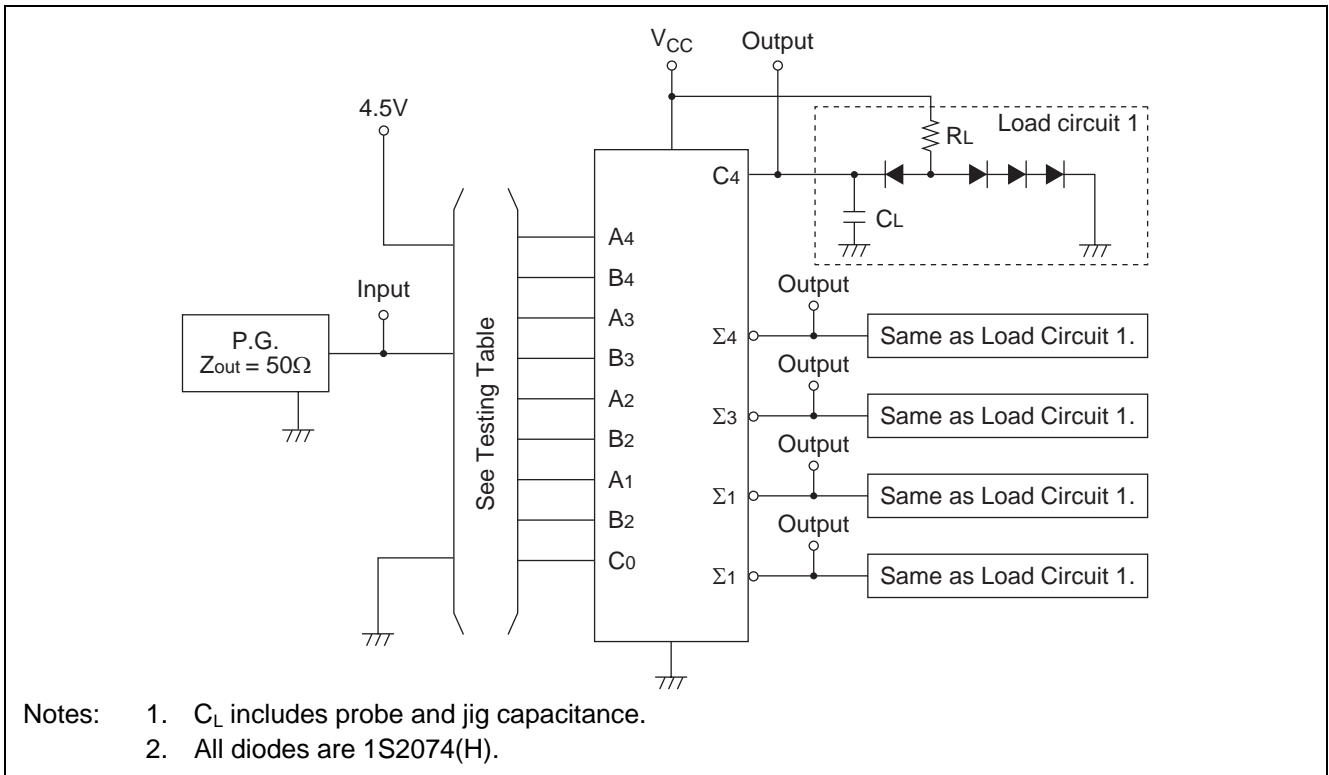 V_CC
Output
4.5V
Load circuit 1
RL
C4
CL
Input
P.G.
Zout = 50Ω
See Testing Table
A4
B4
A3
B3
A2
B2
A1
B2
C0
Output
Σ4
Same as Load Circuit 1.
Output
Σ3
Same as Load Circuit 1.
Output
Σ1
Same as Load Circuit 1.
Output
Σ1
Same as Load Circuit 1.
Notes: 1. C_L includes probe and jig capacitance.
2. All diodes are 1S2074(H).